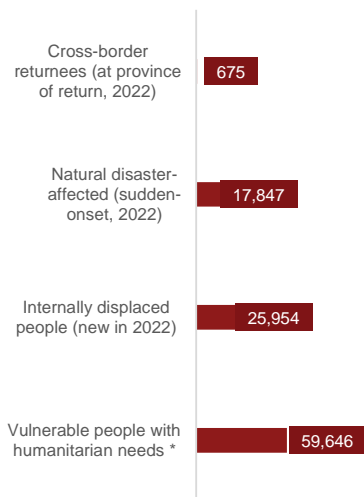 Cross-border
returnees (at province
of return, 2022)
675
Natural disaster-
affected (sudden-
onset, 2022)
17,847
Internally displaced
people (new in 2022)
25,954
Vulnerable people with
humanitarian needs *
59,646